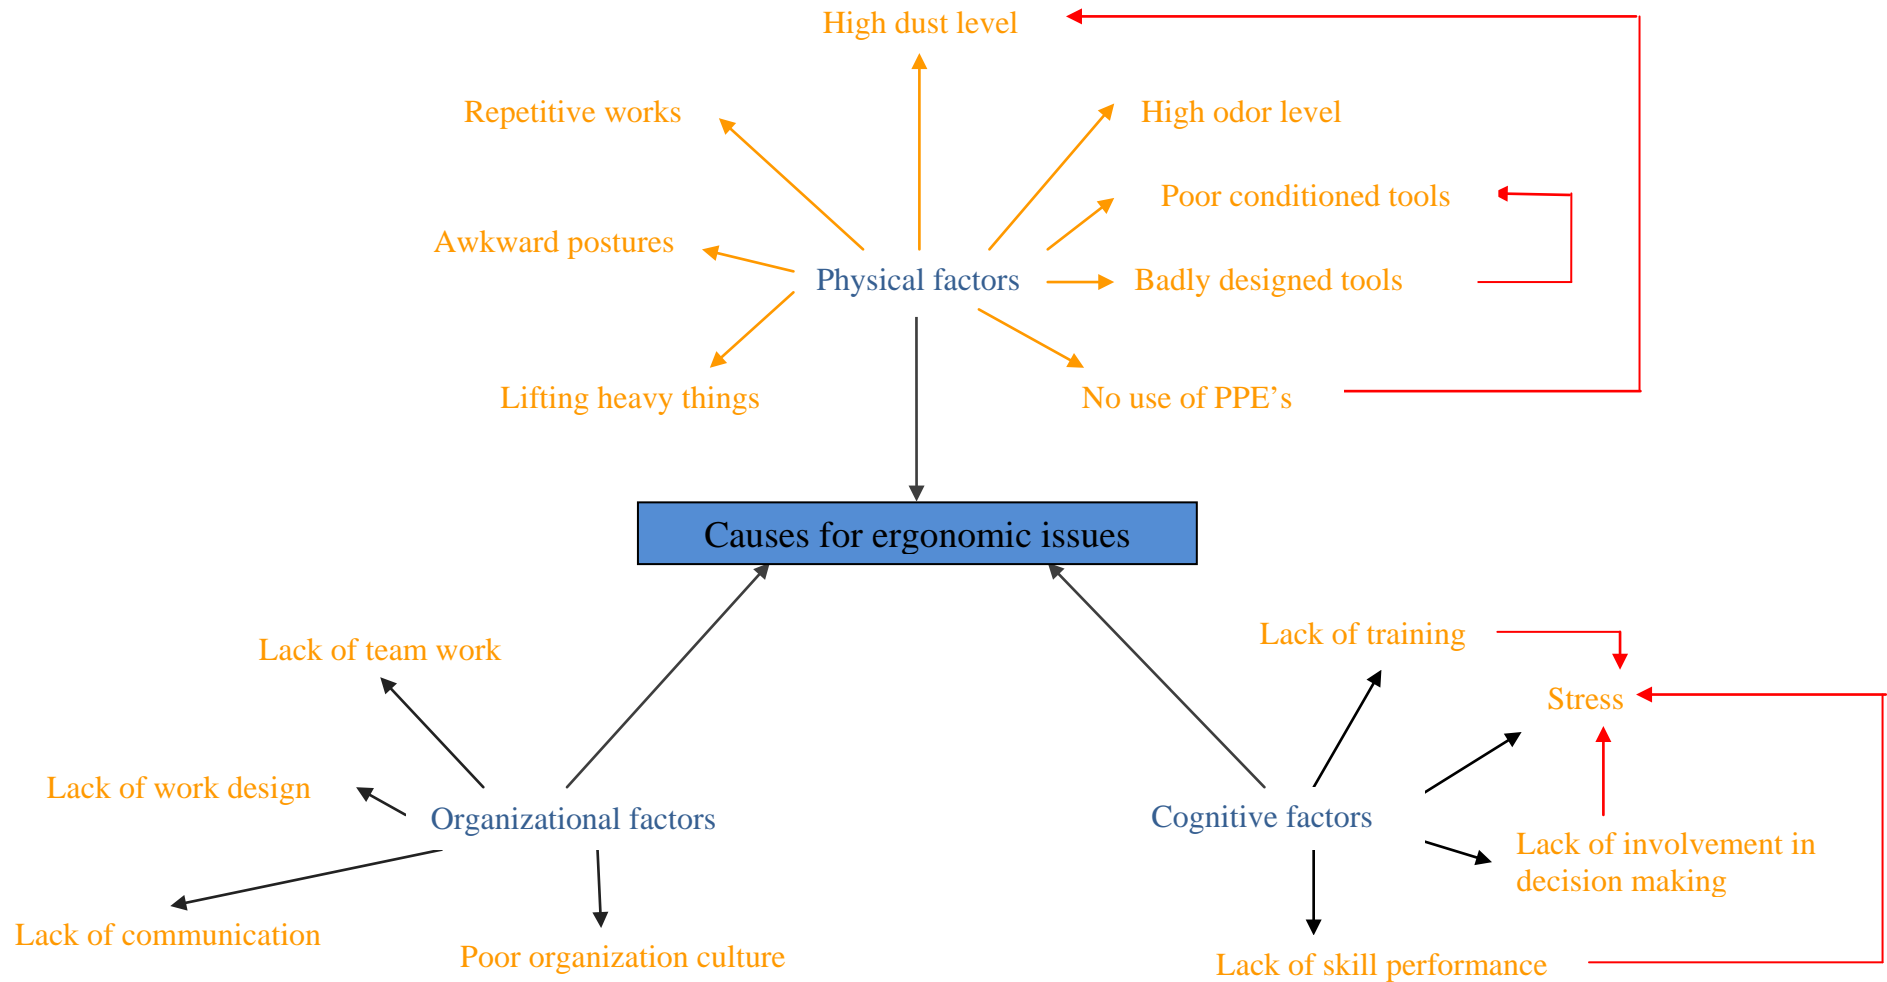 High dust level
Repetitive works
High odor level
Poor conditioned tools
Awkward postures
Physical factors
Badly designed tools
Lifting heavy things
No use of PPE’s
Causes for ergonomic issues
Lack of team work
Lack of training
Stress
Lack of work design
Organizational factors
Cognitive factors
Lack of involvement in
decision making
Lack of communication
Poor organization culture
Lack of skill performance